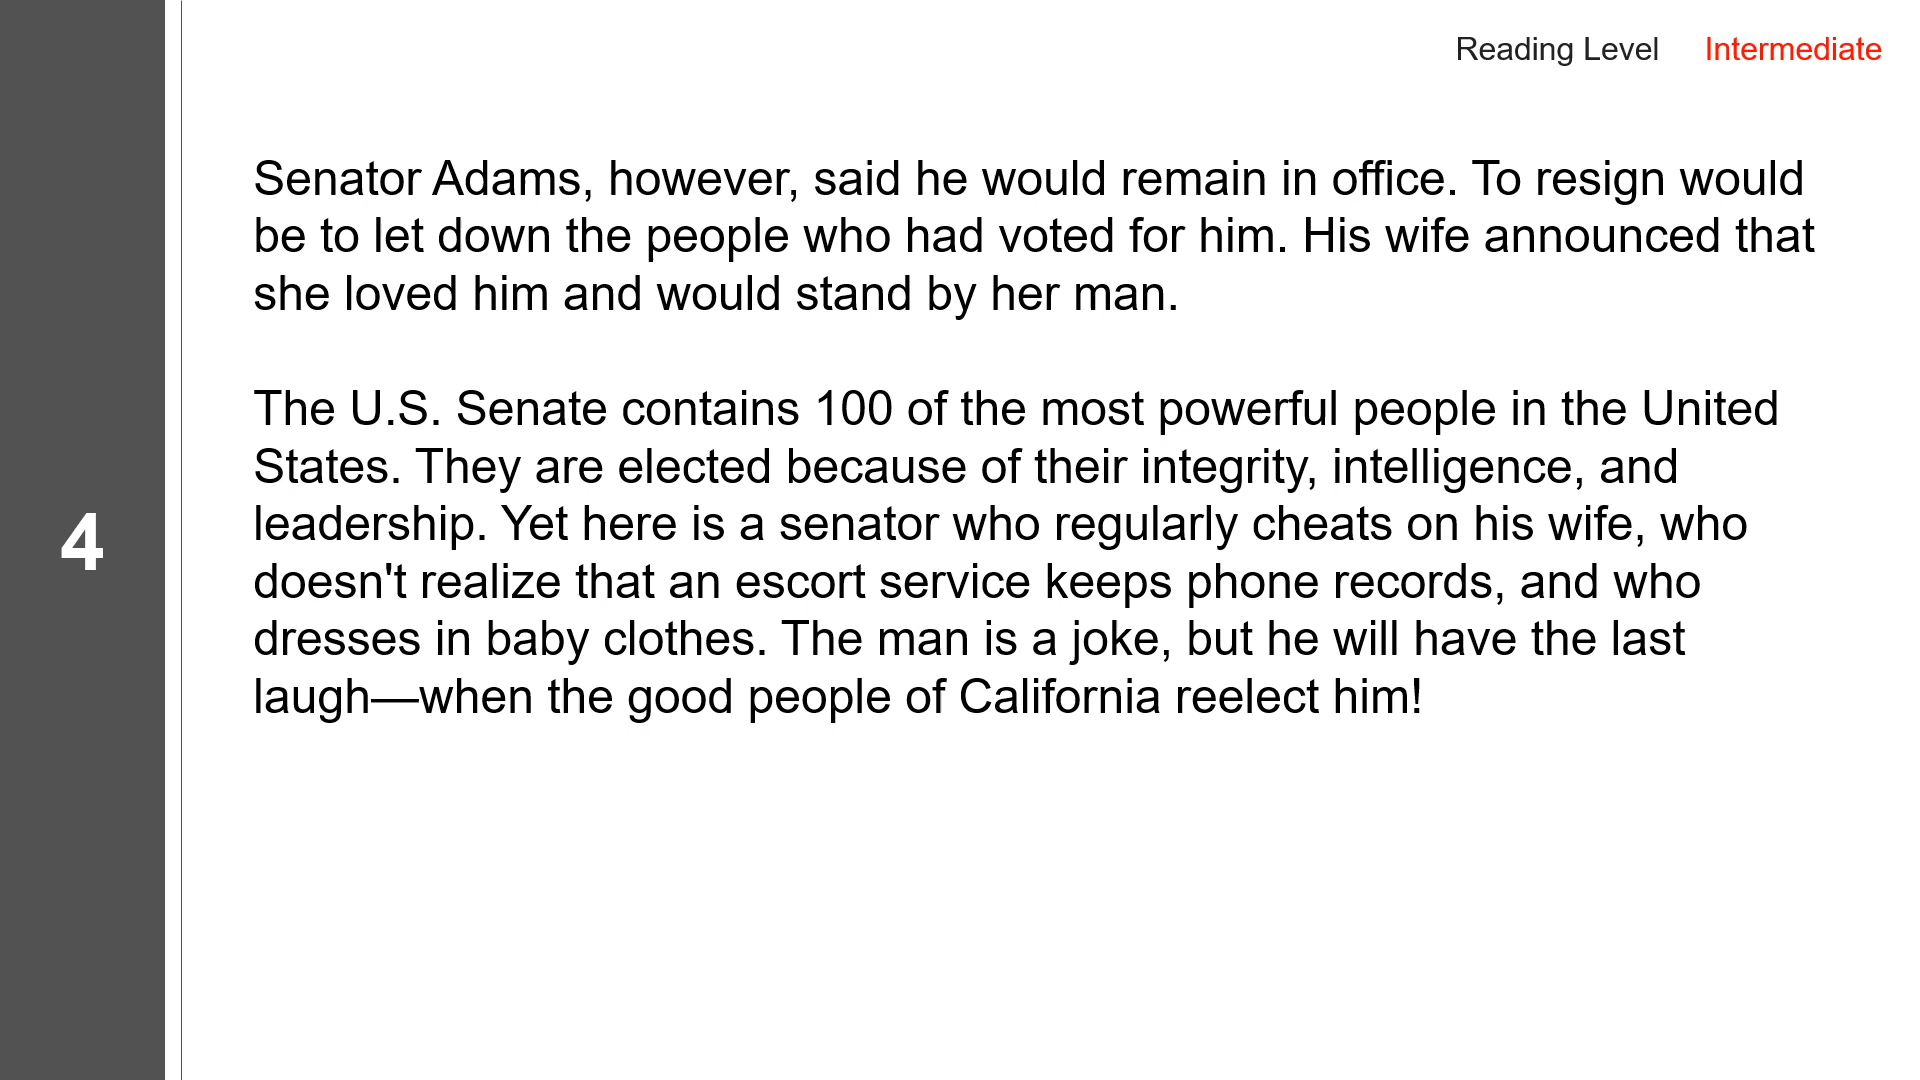 Reading Level Intermediate
Senator Adams, however, said he would remain in office. To resign would
be to let down the people who had voted for him. His wife announced that
she loved him and would stand by her man.
The U.S. Senate contains 100 of the most powerful people in the United
States. They are elected because of their integrity, intelligence, and
leadership. Yet here is a senator who regularly cheats on his wife, who
doesn't realize that an escort service keeps phone records, and who
dresses in baby clothes. The man is a joke, but he will have the last
laugh—when the good people of California reelect him!
4